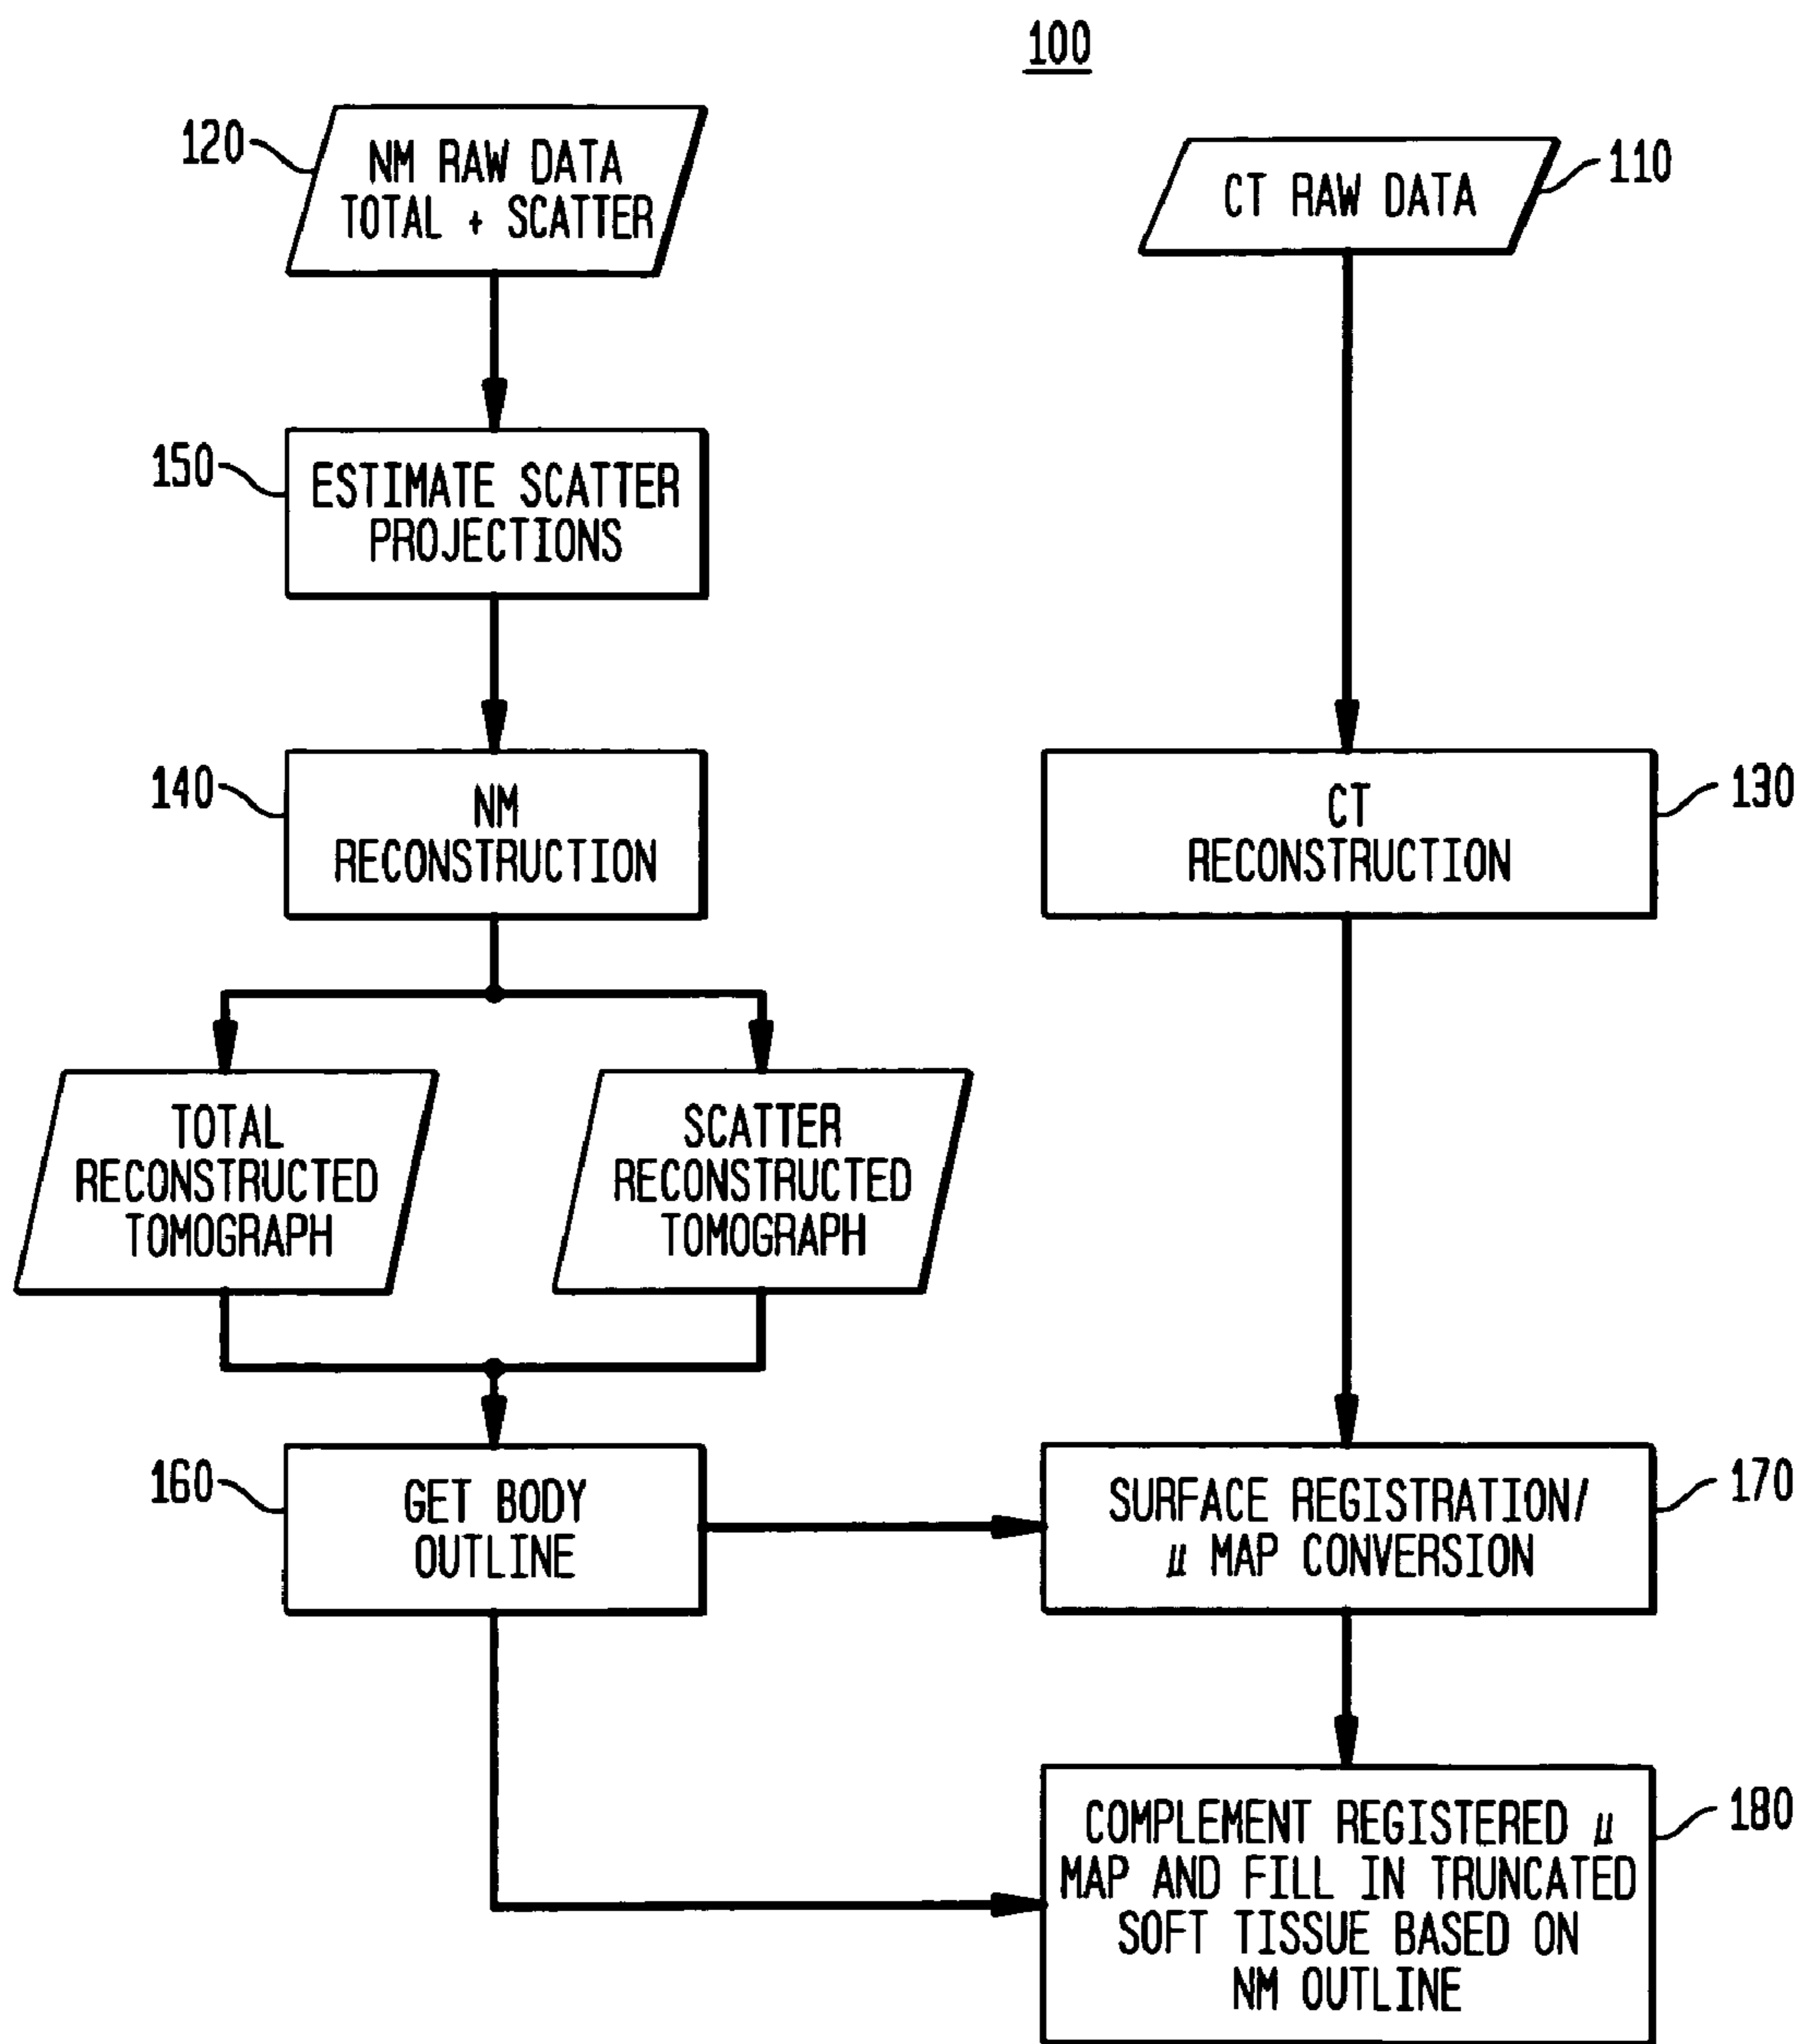 100
120
NM RAW DATA
TOTAL + SCATTER
CT RAW DATA
110
150
ESTIMATE SCATTER
PROJECTIONS
140
NM
RECONSTRUCTION
CT
RECONSTRUCTION
130
TOTAL
RECONSTRUCTED
TOMOGRAPH
SCATTER
RECONSTRUCTED
TOMOGRAPH
160
GET BODY
OUTLINE
SURFACE REGISTRATION/
μ MAP CONVERSION
170
COMPLEMENT REGISTERED μ
MAP AND FILL IN TRUNCATED
SOFT TISSUE BASED ON
NM OUTLINE
180